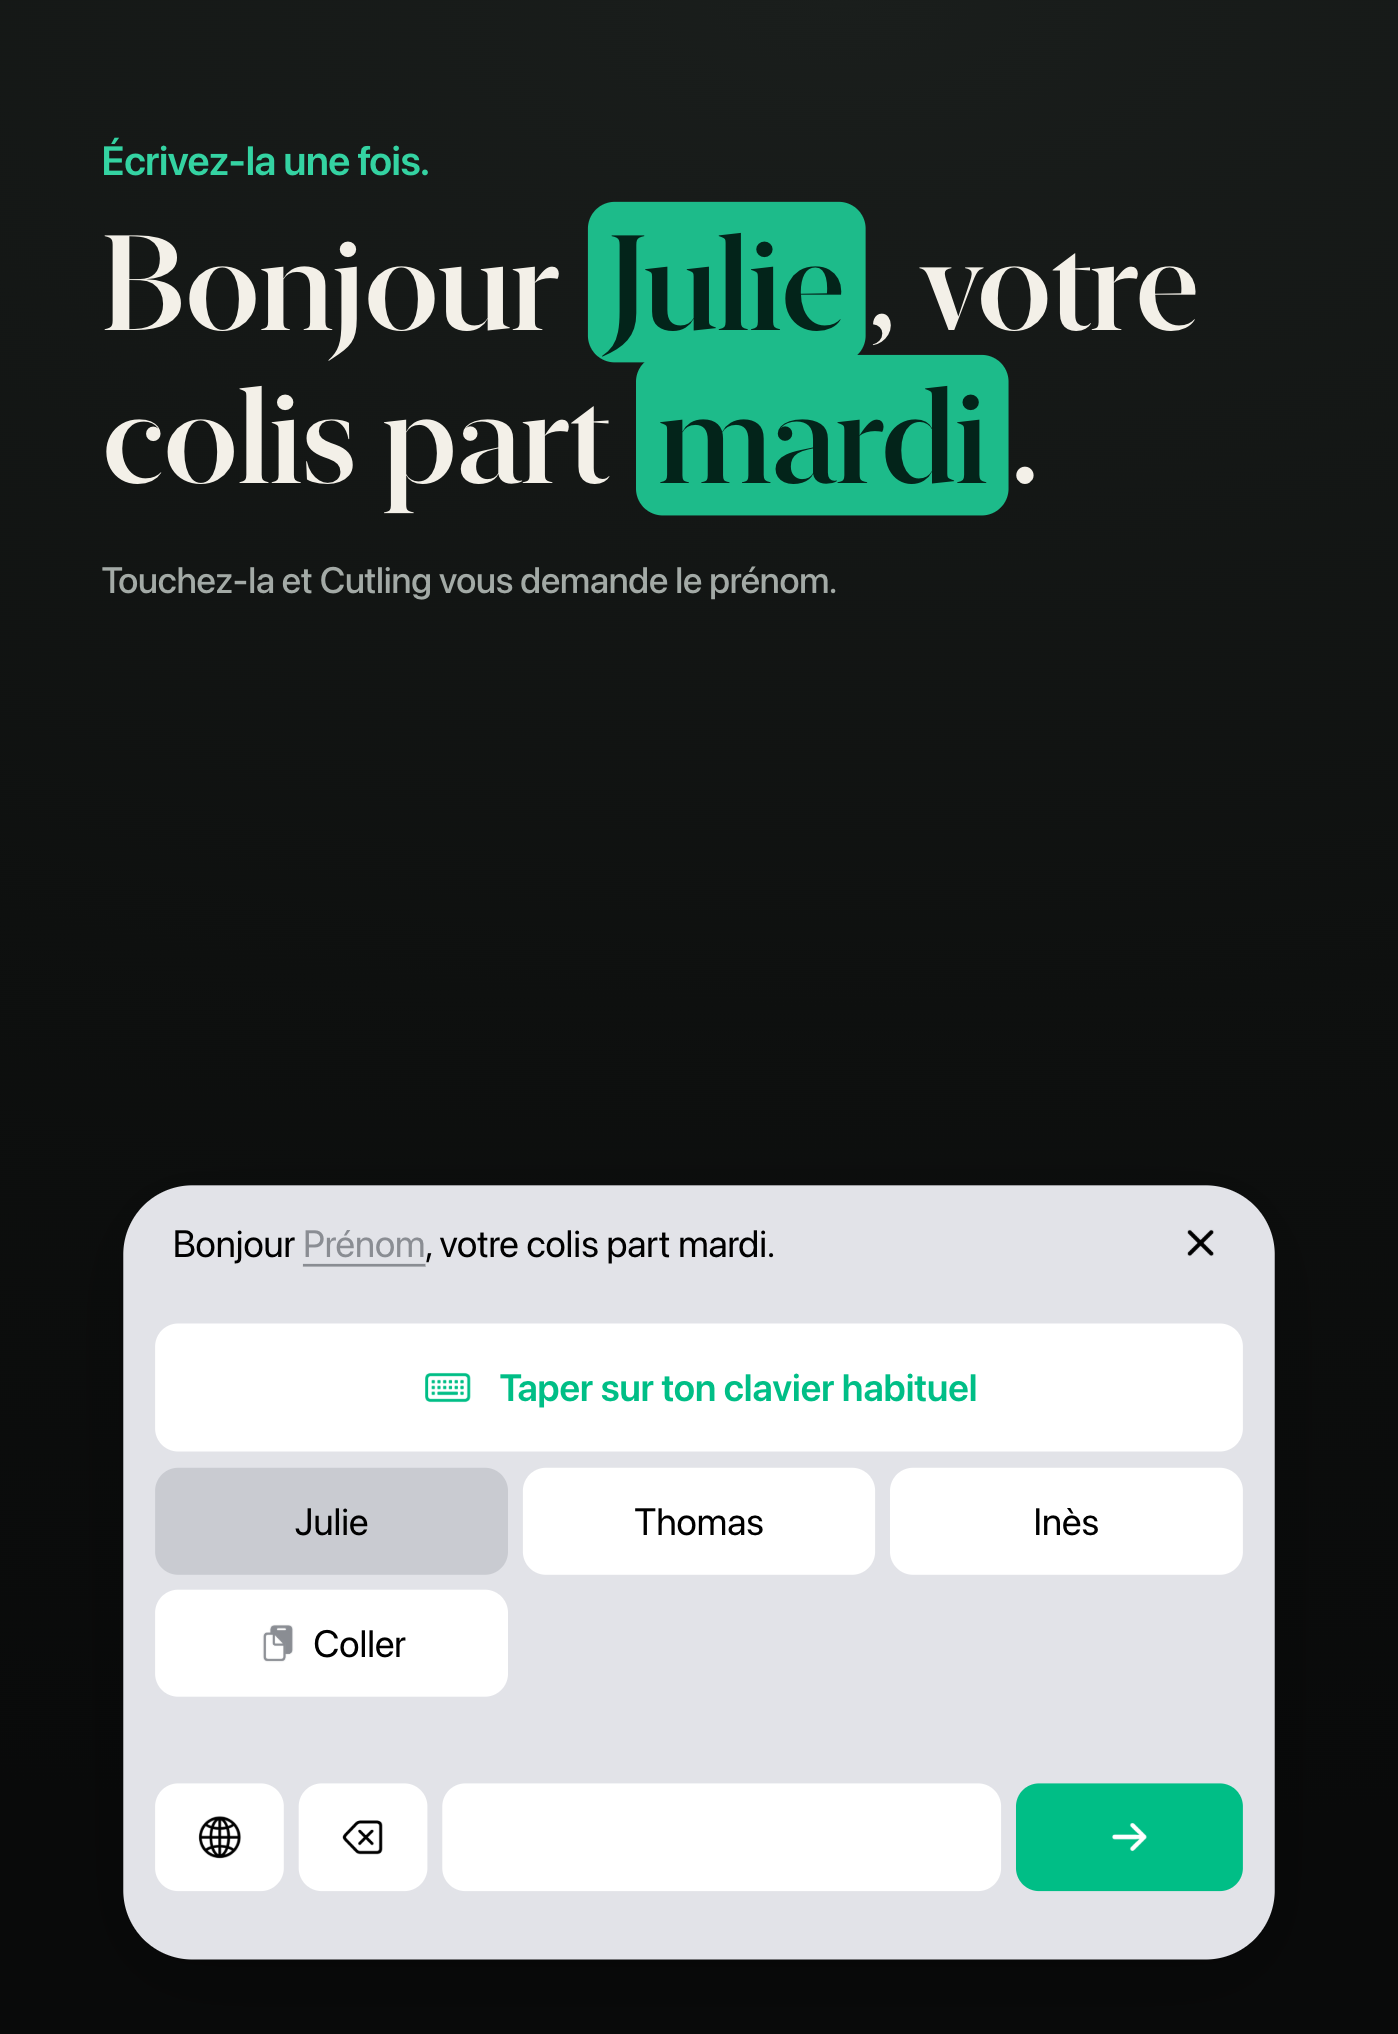 Écrivez-la une fois.
Bonjour Julie, votre
colis part mardi.
Touchez-la et Cutling vous demande le prénom.
Bonjour Prénom, votre colis part mardi.
Taper sur ton clavier habituel
Julie
Thomas
Inès
Coller